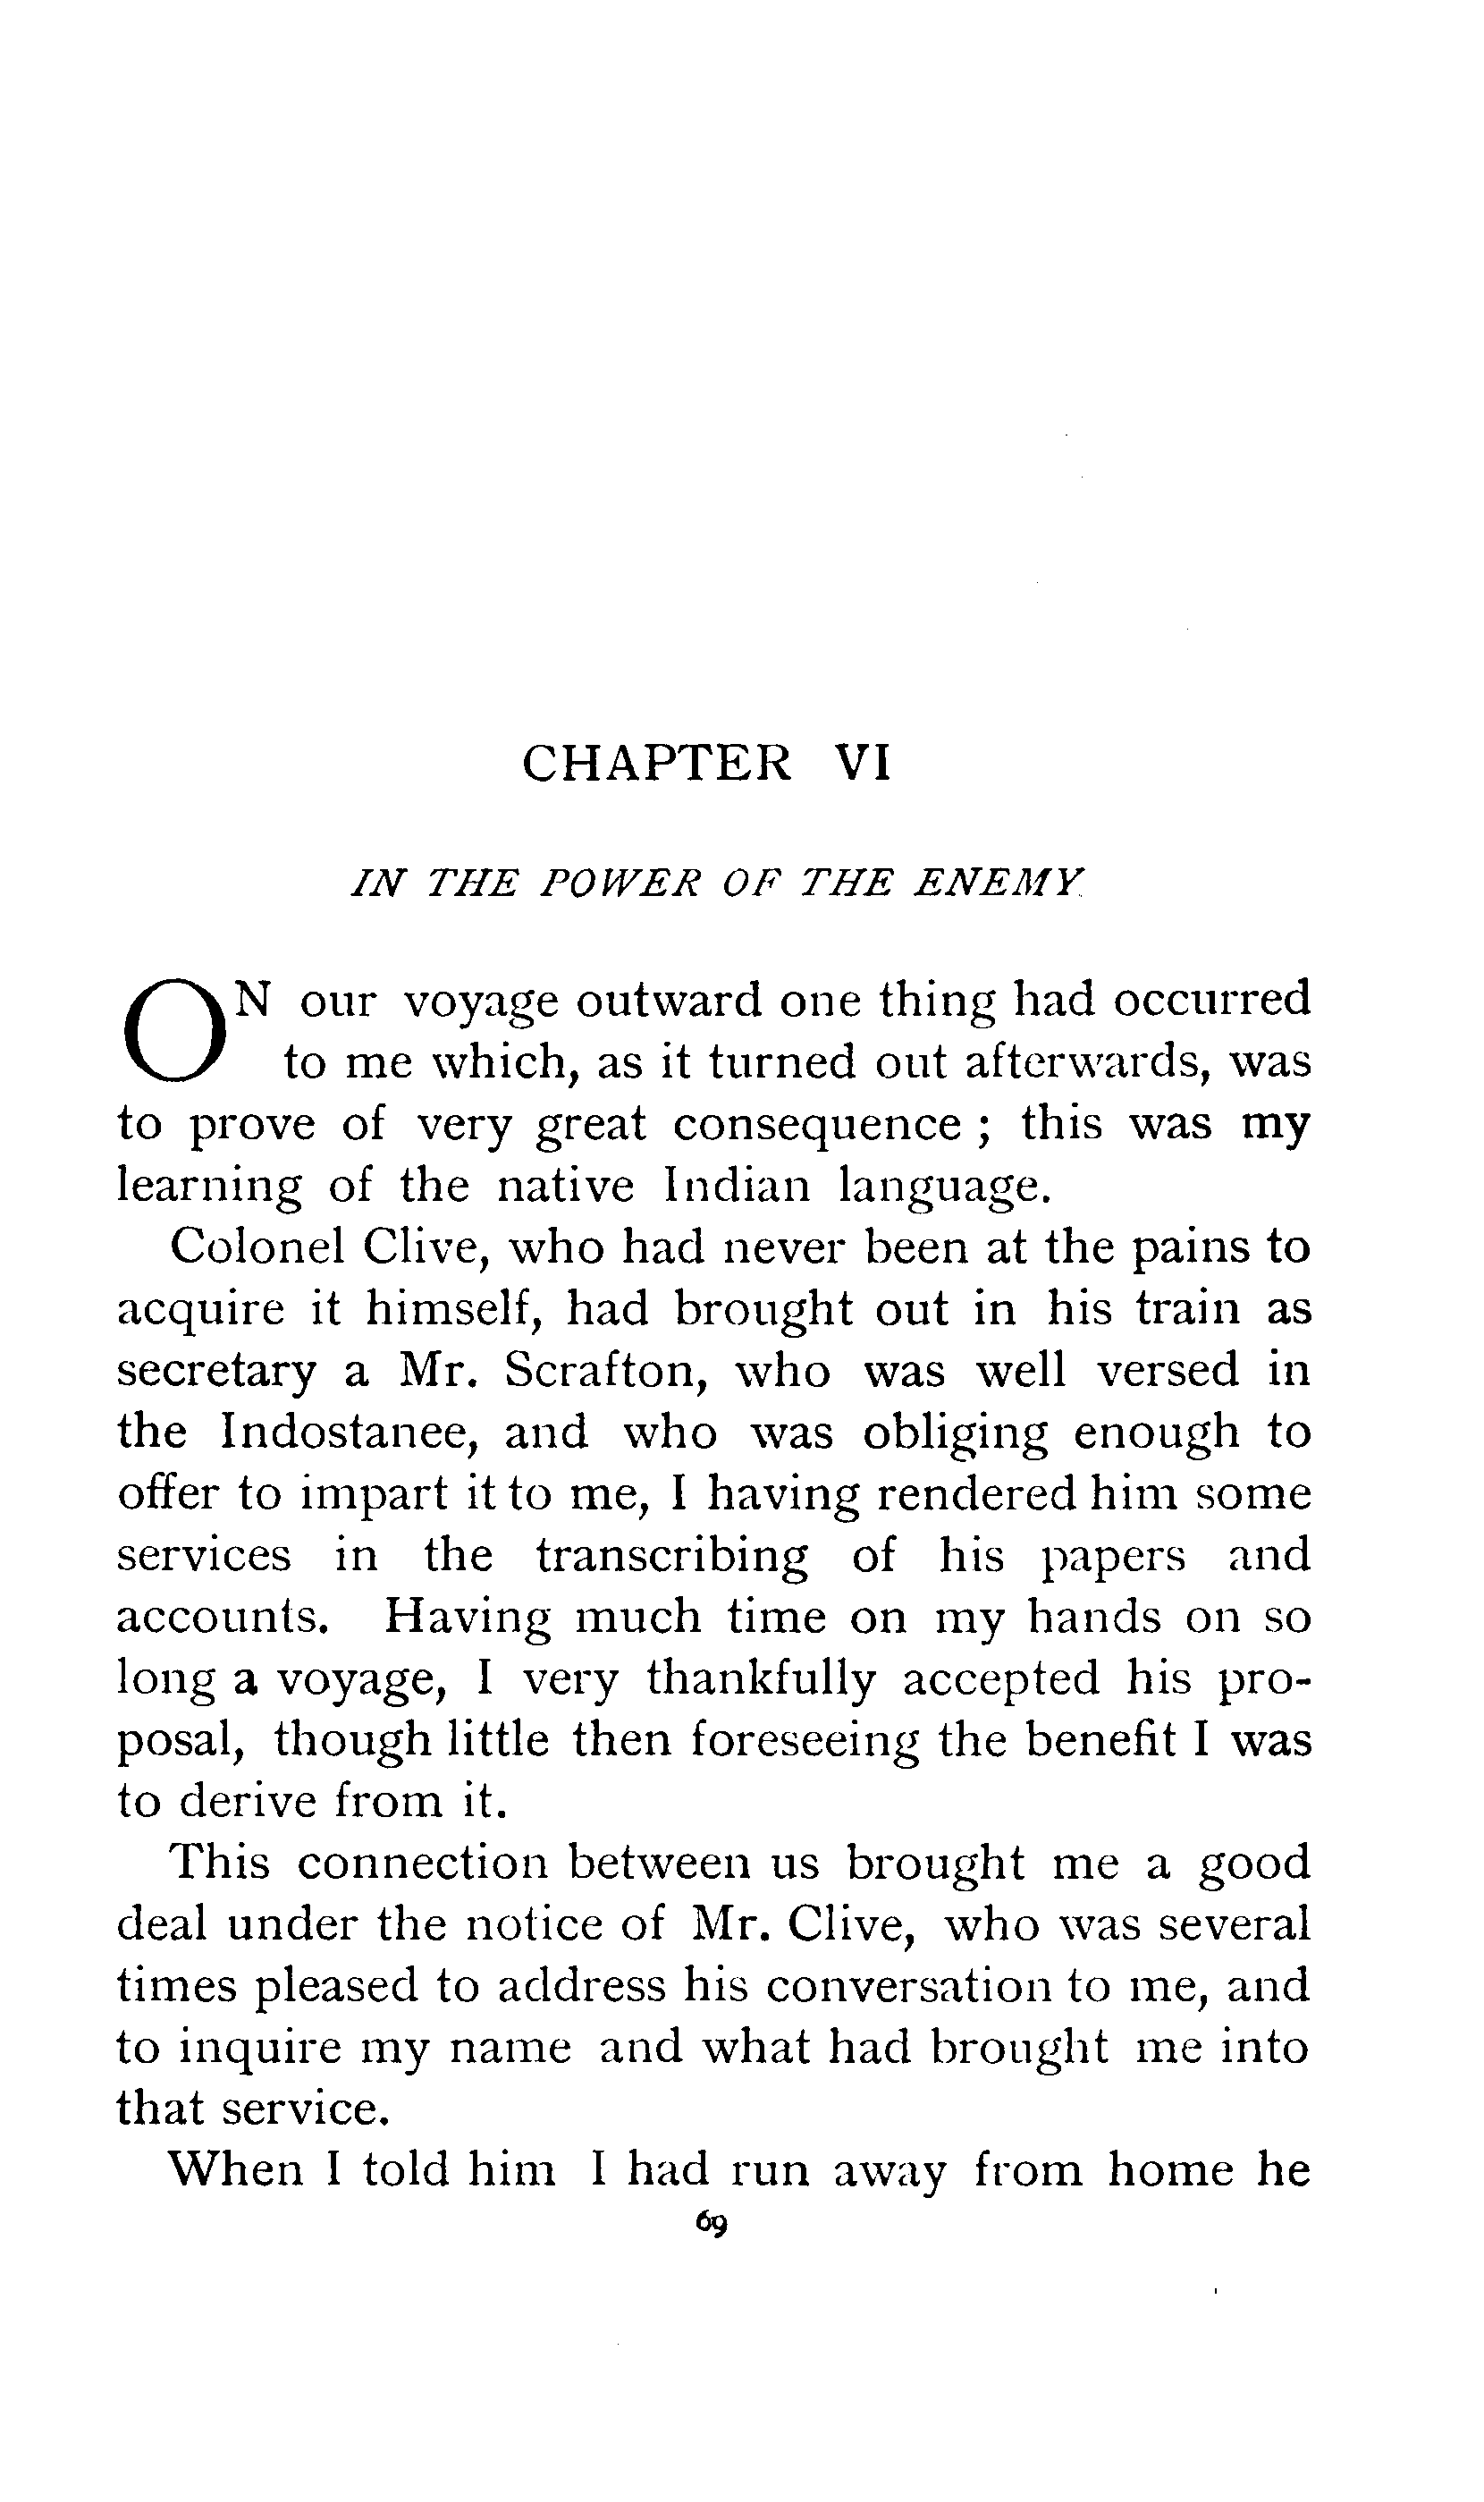 CHAPTER VI
IN THE POWER OF THE ENEMY
ON our voyage outward one thing had occurred
to me which, as it turned out afterwards, was
to prove of very great consequence ; this was my
learning of the native Indian language.
Colonel Clive, who had never been at the pains to
acquire it himself, had brought out in his train as
secretary a Mr. Scrafton, who was well versed in
the Indostanee, and who was obliging enough to
offer to impart it to me, I having rendered him some
services in the transcribing of his papers and
accounts. Having much time on my hands on so
long a voyage, I very thankfully accepted his pro-
posal, though little then foreseeing the benefit I was
to derive from it.
This connection between us brought me a good
deal under the notice of Mr. Clive, who was several
times pleased to address his conversation to me, and
to inquire my name and what had brought me into
that service.
When I told him I had run away from home he
69